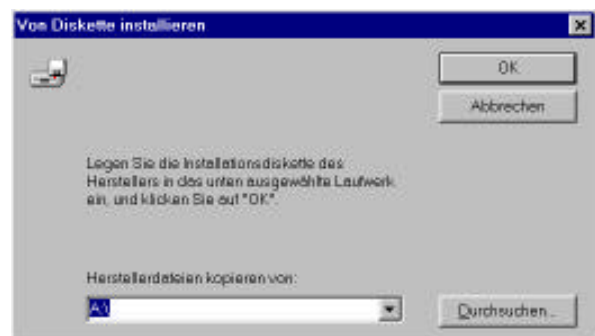 Von Diskette installieren
OK
Abbrechen
Legen Sie die Installationsdiskette des
Herstellers in das unten ausgewählte Laufwerk
ein, und klicken Sie auf "OK".
Herstellerdateien kopieren von:
A:\
Durchsuchen...